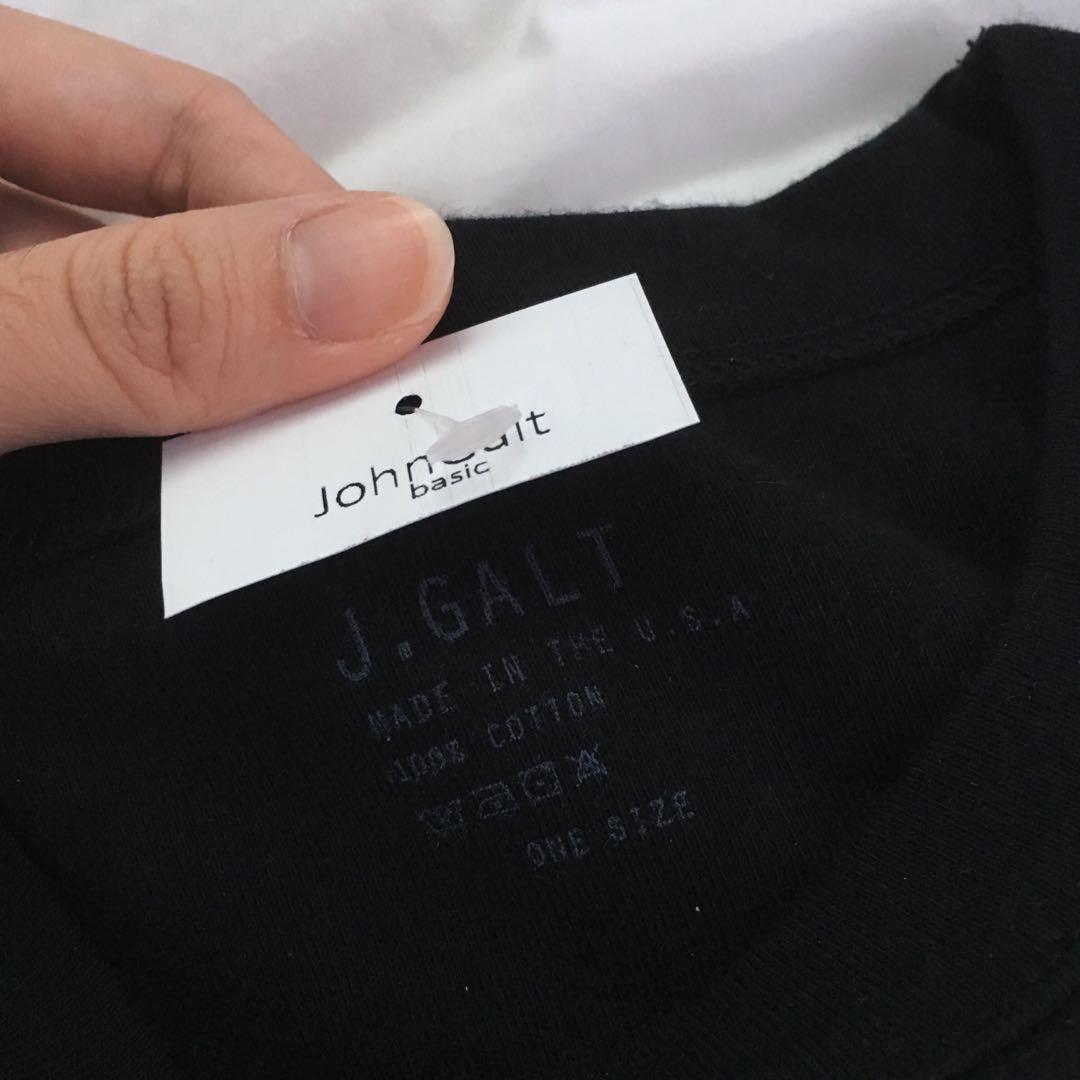 JohnGalt
basic
J.GALT
MADE IN THE U.S.A
100% COTTON
ONE SIZE